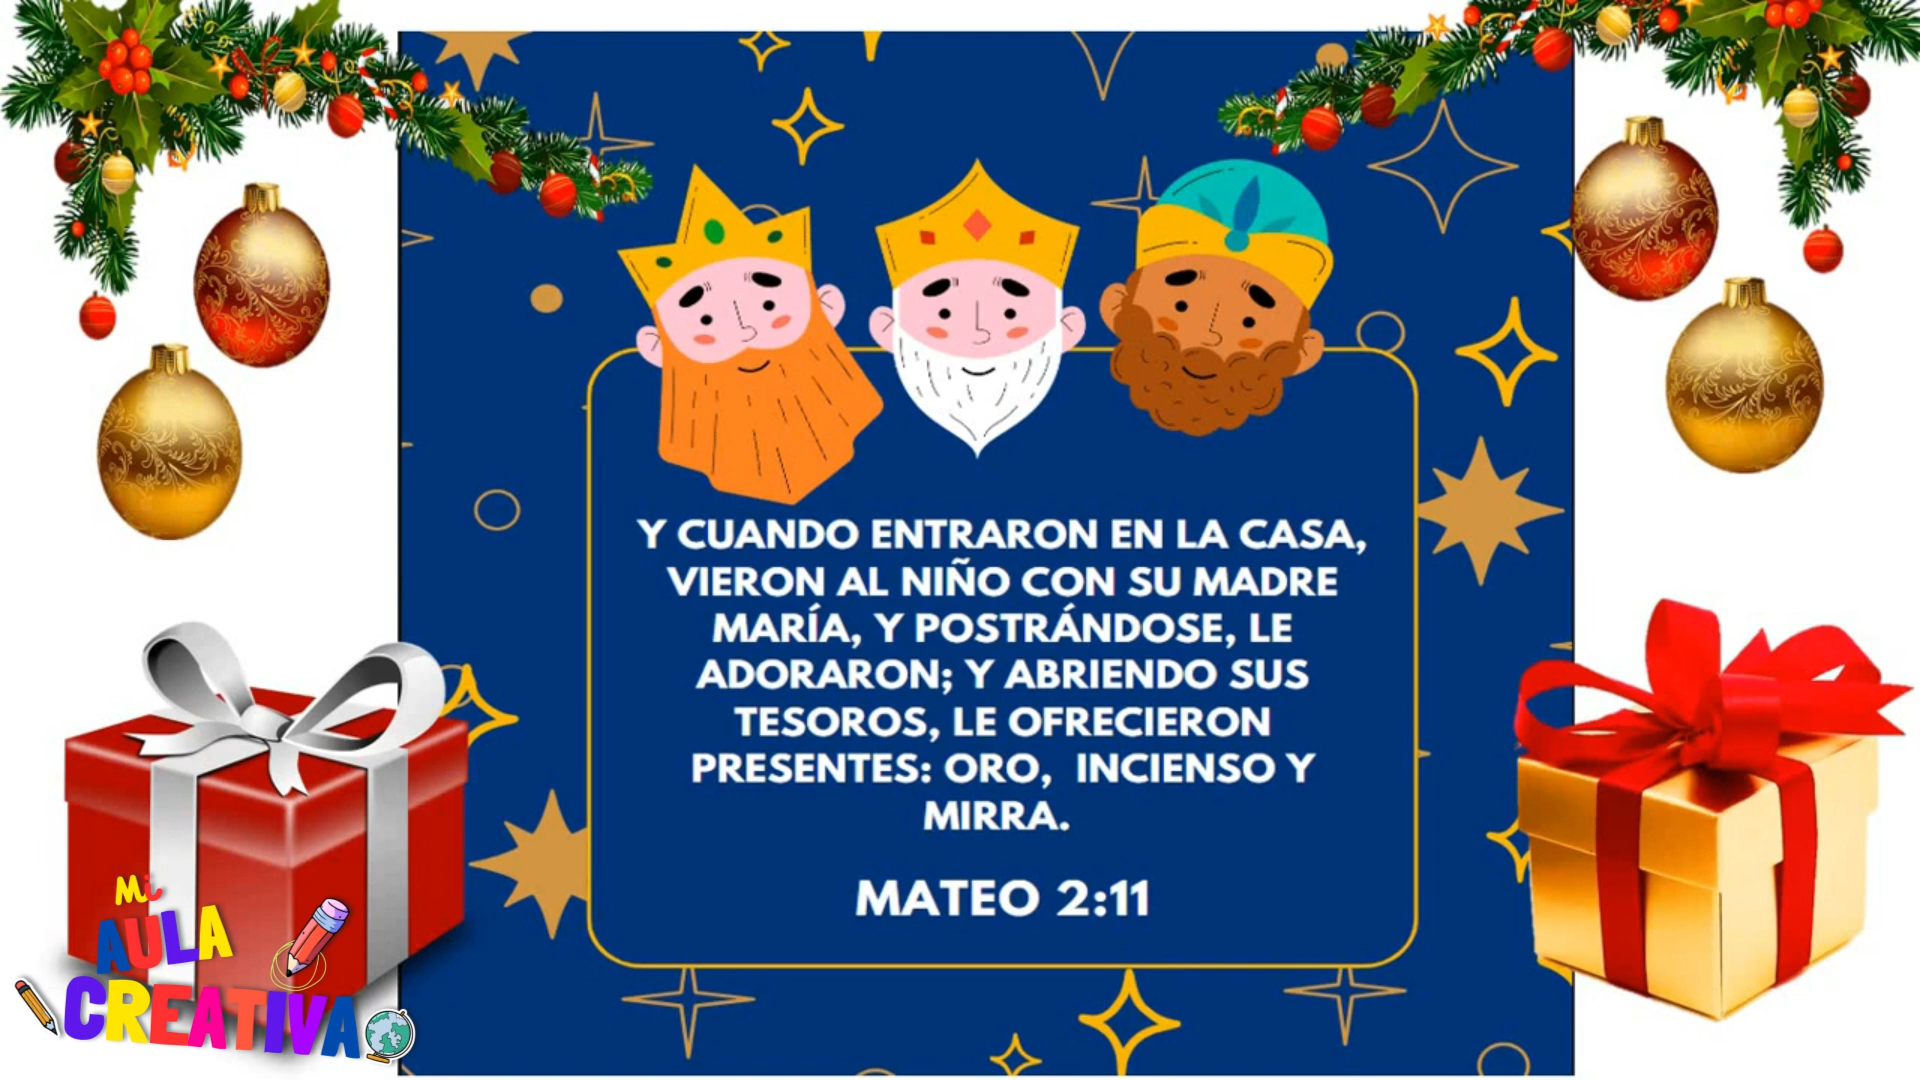 Y CUANDO ENTRARON EN LA CASA,
VIERON AL NIÑO CON SU MADRE
MARÍA, Y POSTRÁNDOSE, LE
ADORARON; Y ABRIENDO SUS
TESOROS, LE OFRECIERON
PRESENTES: ORO, INCIENSO Y
MIRRA.
MATEO 2:11
Mi
AULA
CREATIVA